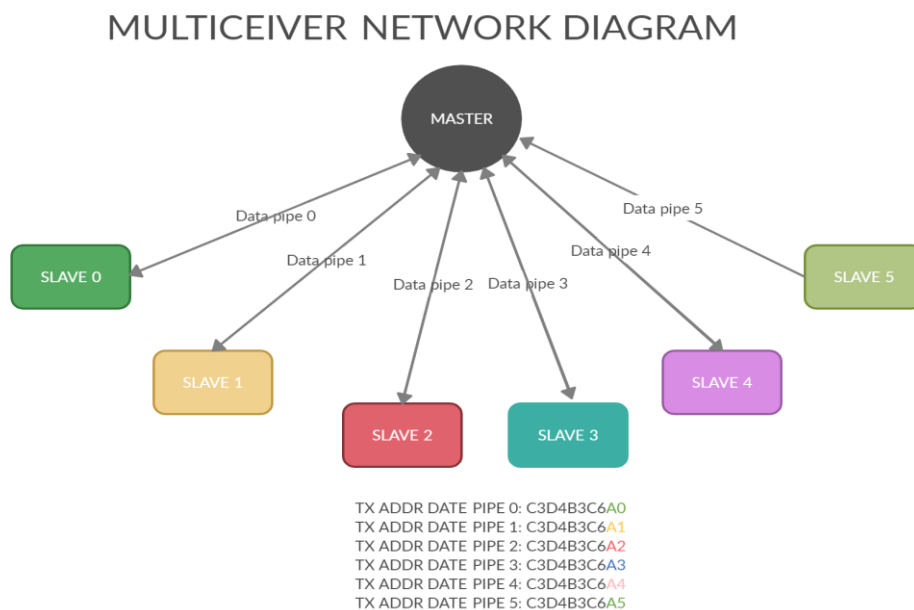 MULTICEIVER NETWORK DIAGRAM
MASTER
Data pipe 0
Data pipe 1
Data pipe 2
Data pipe 3
Data pipe 4
Data pipe 5
SLAVE 0
SLAVE 1
SLAVE 2
SLAVE 3
SLAVE 4
SLAVE 5
TX ADDR DATE PIPE 0: C3D4B3C6A0
TX ADDR DATE PIPE 1: C3D4B3C6A1
TX ADDR DATE PIPE 2: C3D4B3C6A2
TX ADDR DATE PIPE 3: C3D4B3C6A3
TX ADDR DATE PIPE 4: C3D4B3C6A4
TX ADDR DATE PIPE 5: C3D4B3C6A5